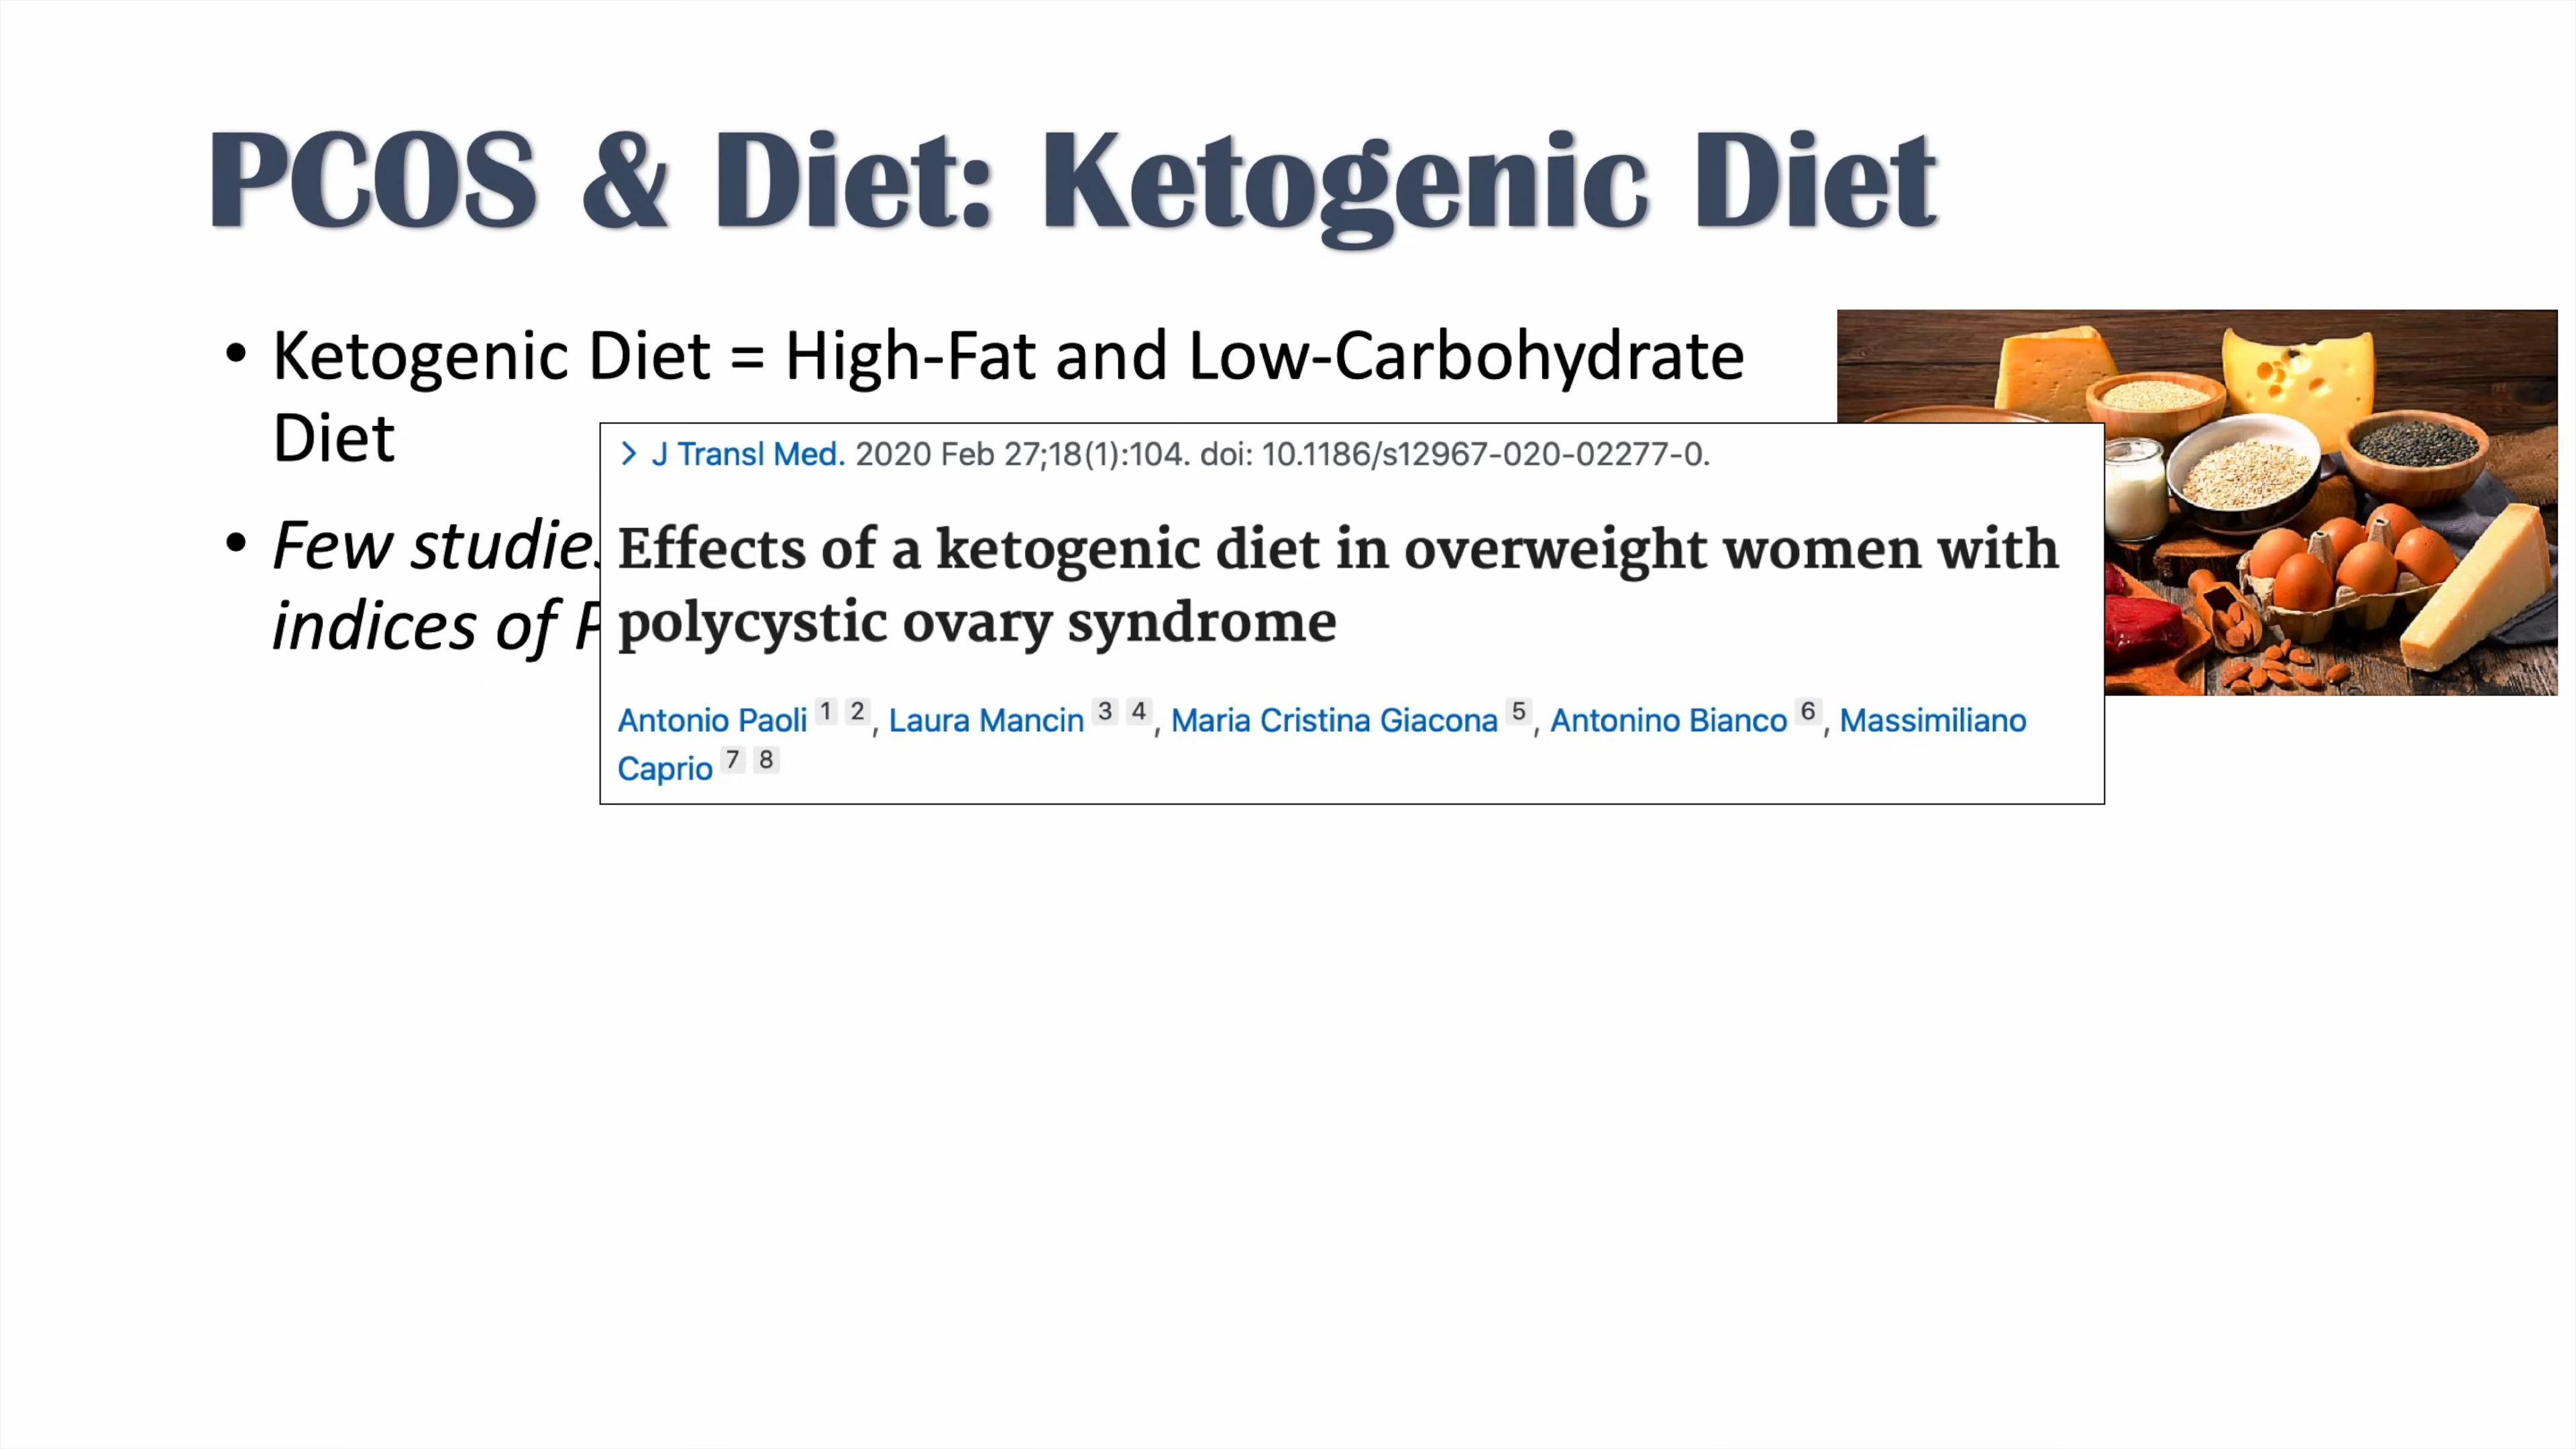 PCOS & Diet: Ketogenic Diet
• Ketogenic Diet = High-Fat and Low-Carbohydrate
Diet
• Few studies
indices of
> J Transl Med. 2020 Feb 27;18(1):104. doi: 10.1186/s12967-020-02277-0.
Effects of a ketogenic diet in overweight women with
polycystic ovary syndrome
Antonio Paoli 1 2, Laura Mancin 3 4, Maria Cristina Giacona 5, Antonino Bianco 6, Massimiliano
Caprio 7 8